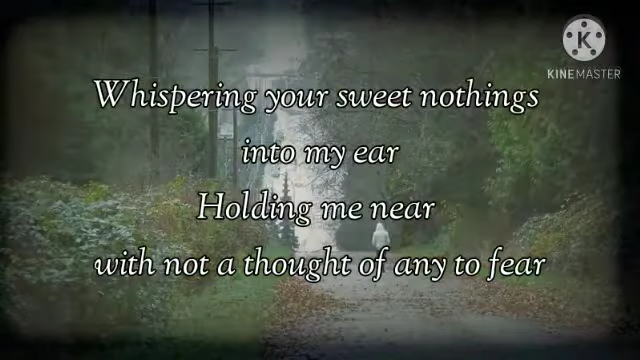 KINEMASTER
Whispering your sweet nothings
into my ear
Holding me near
with not a thought of any to fear